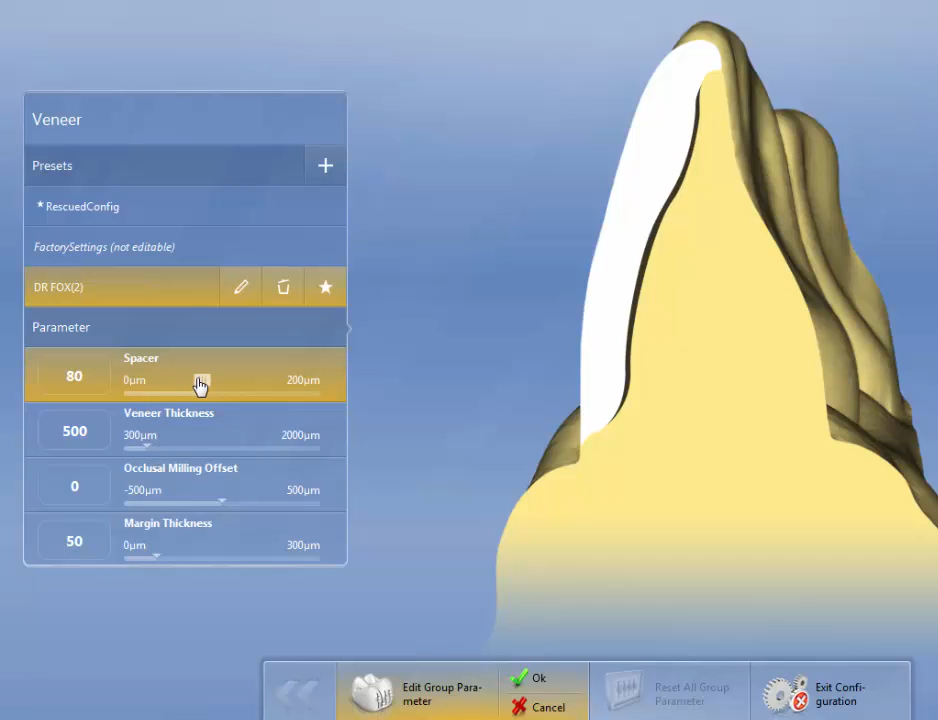 Veneer
Presets
* RescuedConfig
FactorySettings (not editable)
DR FOX(2)
Parameter
Spacer
80
0µm 200µm
Veneer Thickness
500
300µm 2000µm
Occlusal Milling Offset
0
-500µm 500µm
Margin Thickness
50
0µm 300µm
Edit Group Para-
meter
Ok
Cancel
Reset All Group
Parameter
Exit Confi-
guration